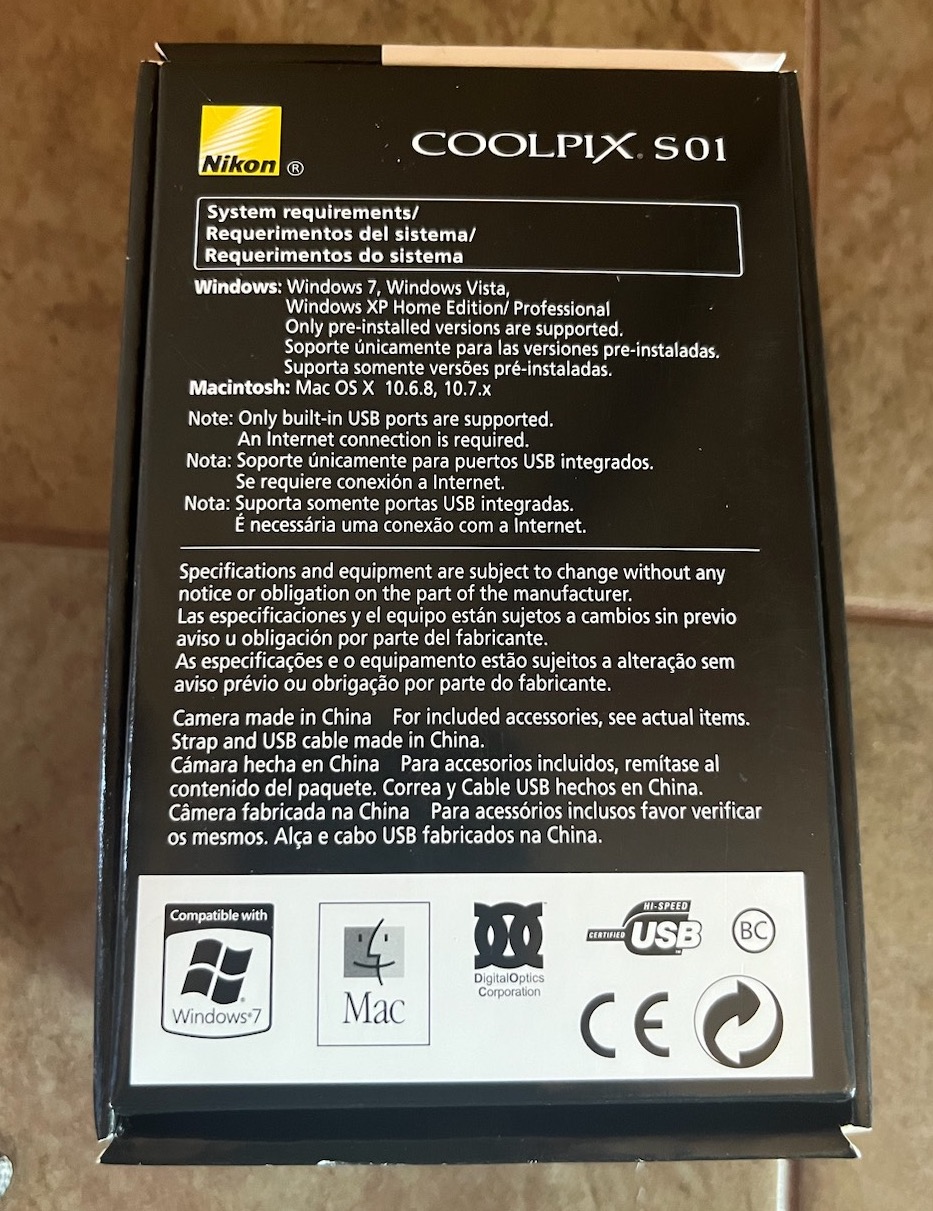 Nikon ®
COOLPIX S01
System requirements/
Requerimentos del sistema/
Requerimentos do sistema
Windows: Windows 7, Windows Vista,
Windows XP Home Edition/ Professional
Only pre-installed versions are supported.
Soporte únicamente para las versiones pre-instaladas.
Suporta somente versões pré-instaladas.
Macintosh: Mac OS X 10.6.8, 10.7.x
Note: Only built-in USB ports are supported.
An Internet connection is required.
Nota: Soporte únicamente para puertos USB integrados.
Se requiere conexión a Internet.
Nota: Suporta somente portas USB integradas.
É necessária uma conexão com a Internet.
Specifications and equipment are subject to change without any
notice or obligation on the part of the manufacturer.
Las especificaciones y el equipo están sujetos a cambios sin previo
aviso u obligación por parte del fabricante.
As especificações e o equipamento estão sujeitos a alteração sem
aviso prévio ou obrigação por parte do fabricante.
Camera made in China For included accessories, see actual items.
Strap and USB cable made in China.
Cámara hecha en China Para accesorios incluidos, remítase al
contenido del paquete. Correa y Cable USB hechos en China.
Câmera fabricada na China Para acessórios inclusos favor verificar
os mesmos. Alça e cabo USB fabricados na China.
Compatible with
Windows®7
Mac
DigitalOptics
Corporation
HI-SPEED
CERTIFIED USB
BC
CE